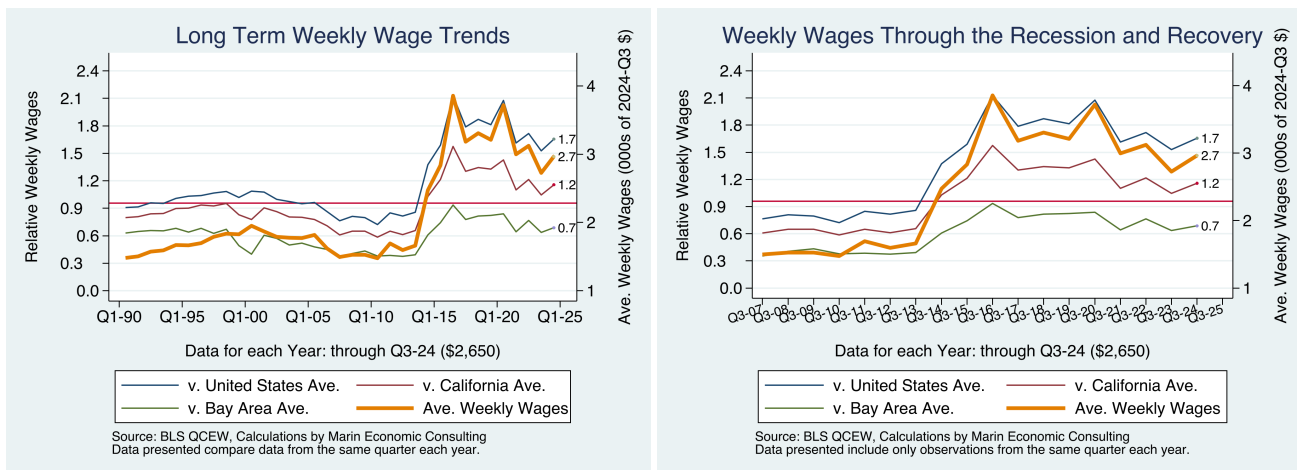 Long Term Weekly Wage Trends
Relative Weekly Wages
2.4
2.1
1.8
1.5
1.2
0.9
0.6
0.3
0.0
4
3
2
1
Ave. Weekly Wages (000s of 2024-Q3 $)
1.7
2.7
1.2
0.7
Q1-90 Q1-95 Q1-00 Q1-05 Q1-10 Q1-15 Q1-20 Q1-25
Data for each Year: through Q3-24 ($2,650)
v. United States Ave. v. California Ave.
v. Bay Area Ave. Ave. Weekly Wages
Source: BLS QCEW, Calculations by Marin Economic Consulting
Data presented compare data from the same quarter each year.
Weekly Wages Through the Recession and Recovery
Relative Weekly Wages
2.4
2.1
1.8
1.5
1.2
0.9
0.6
0.3
0.0
4
3
2
1
Ave. Weekly Wages (000s of 2024-Q3 $)
1.7
2.7
1.2
0.7
Q3-07 Q3-08 Q3-09 Q3-10 Q3-11 Q3-12 Q3-13 Q3-14 Q3-15 Q3-16 Q3-17 Q3-18 Q3-19 Q3-20 Q3-21 Q3-22 Q3-23 Q3-24 Q3-25
Data for each Year: through Q3-24 ($2,650)
v. United States Ave. v. California Ave.
v. Bay Area Ave. Ave. Weekly Wages
Source: BLS QCEW, Calculations by Marin Economic Consulting
Data presented include only observations from the same quarter each year.